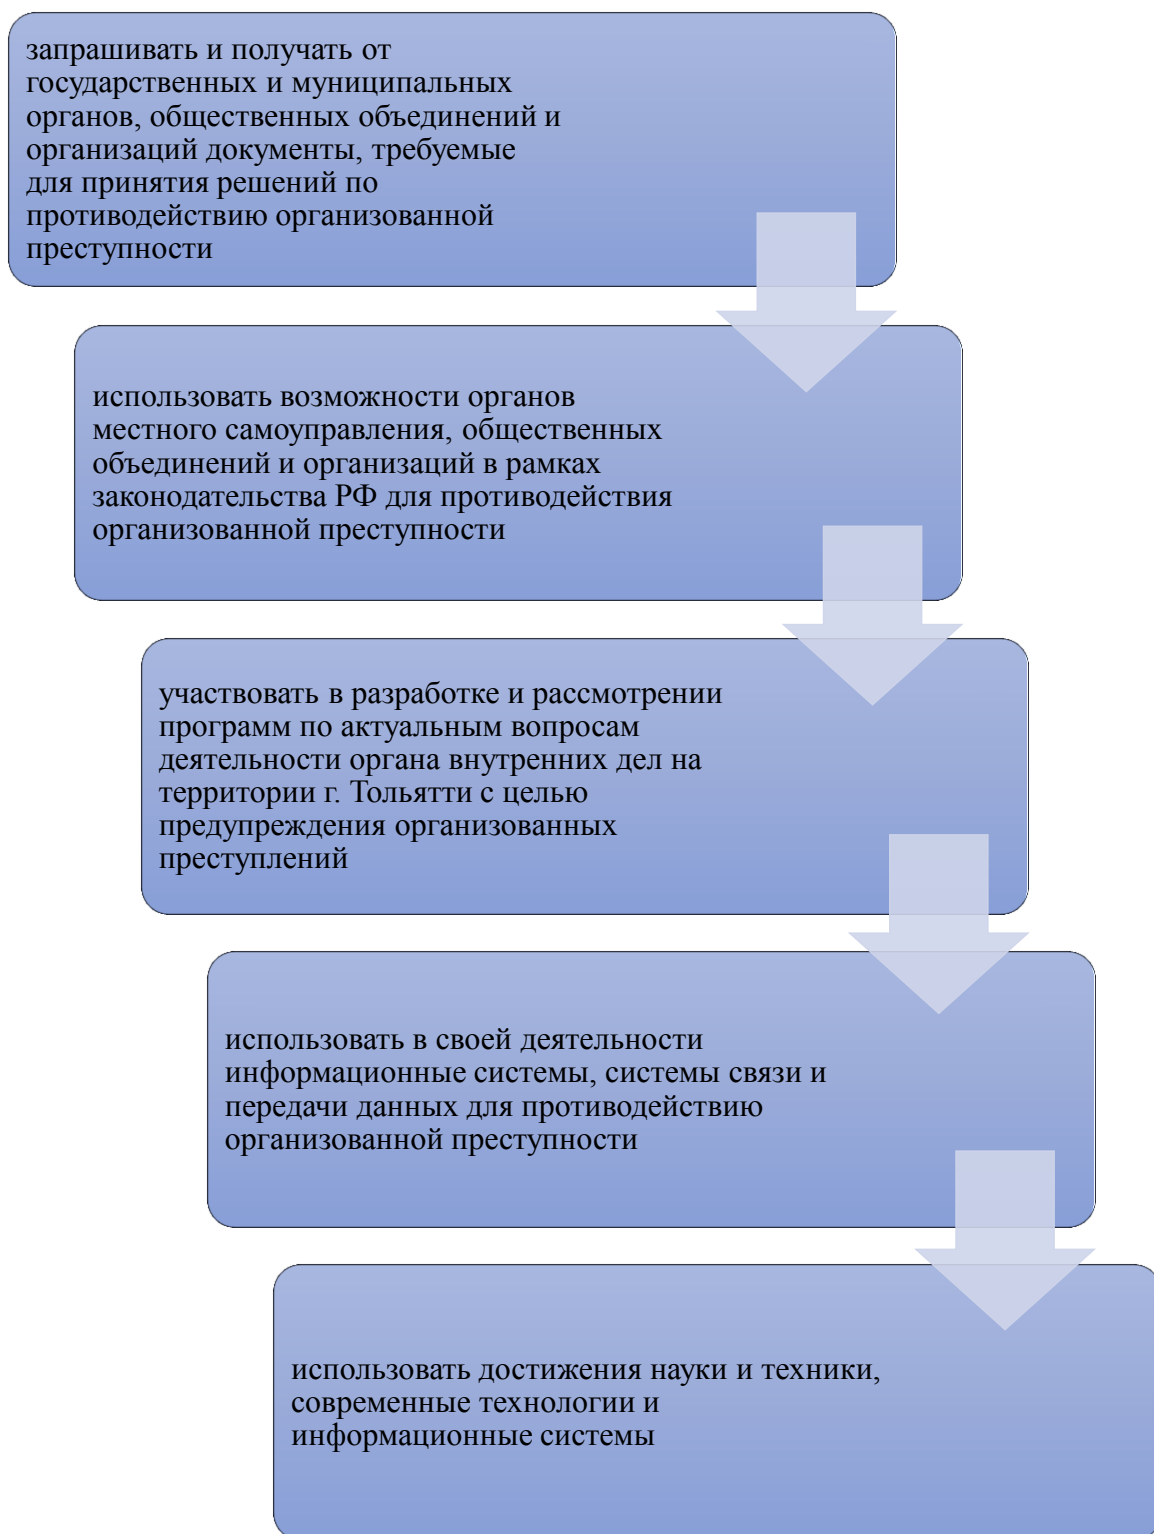 запрашивать и получать от
государственных и муниципальных
органов, общественных объединений и
организаций документы, требуемые
для принятия решений по
противодействию организованной
преступности
использовать возможности органов
местного самоуправления, общественных
объединений и организаций в рамках
законодательства РФ для противодействия
организованной преступности
участвовать в разработке и рассмотрении
программ по актуальным вопросам
деятельности органа внутренних дел на
территории г. Тольятти с целью
предупреждения организованных
преступлений
использовать в своей деятельности
информационные системы, системы связи и
передачи данных для противодействию
организованной преступности
использовать достижения науки и техники,
современные технологии и
информационные системы